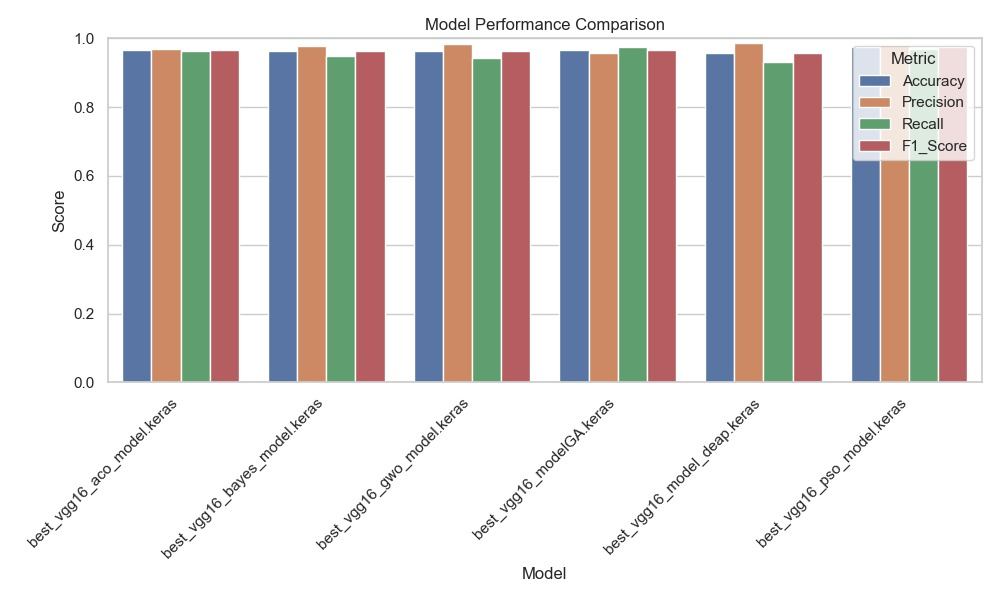 Model Performance Comparison
Score
1.0
0.8
0.6
0.4
0.2
0.0
Metric
Accuracy
Precision
Recall
F1_Score
best_vgg16_aco_model.keras
best_vgg16_bayes_model.keras
best_vgg16_gwo_model.keras
best_vgg16_modelGA.keras
best_vgg16_model_deap.keras
best_vgg16_pso_model.keras
Model